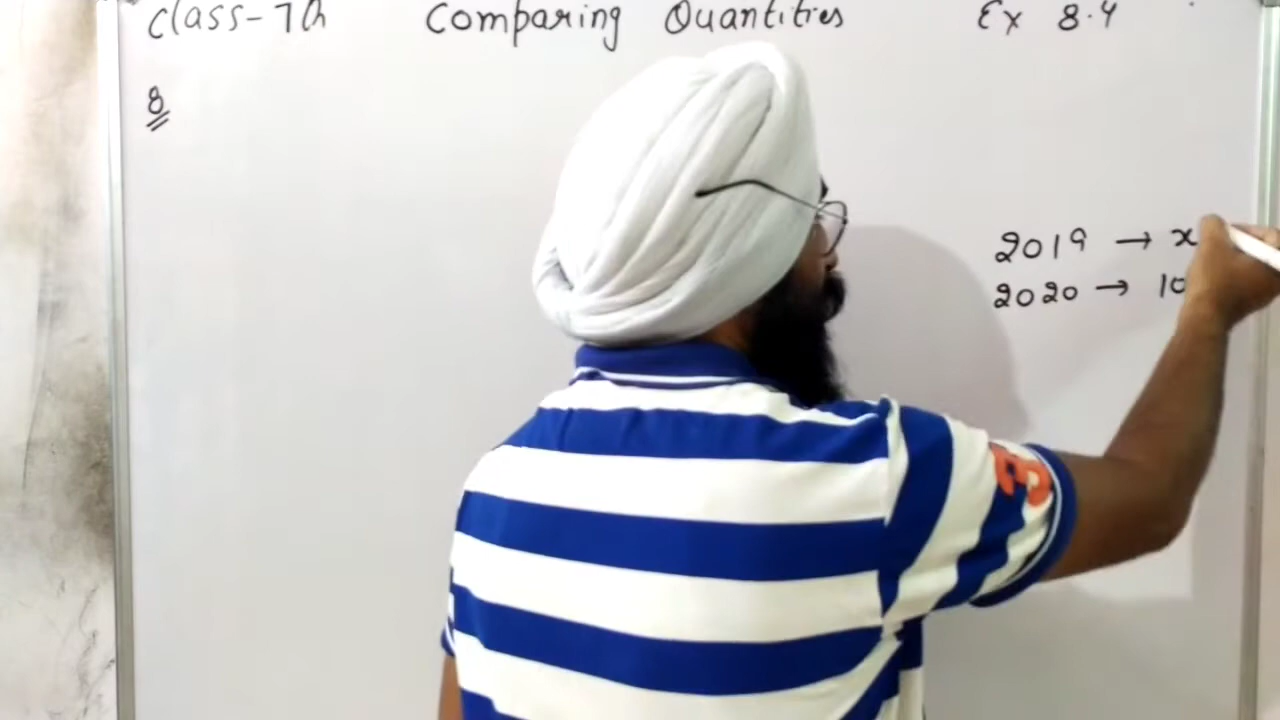 Class-7th Comparing Quantities Ex 8.4
8
2019 → x
2020 → 10